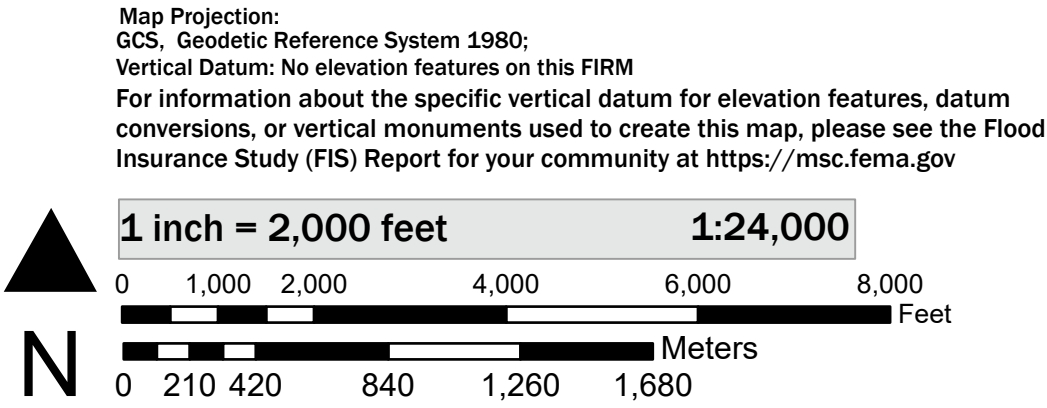 Map Projection:
GCS, Geodetic Reference System 1980;
Vertical Datum: No elevation features on this FIRM
For information about the specific vertical datum for elevation features, datum
conversions, or vertical monuments used to create this map, please see the Flood
Insurance Study (FIS) Report for your community at https://msc.fema.gov
1 inch = 2,000 feet 1:24,000
0 1,000 2,000 4,000 6,000 8,000
Feet
Meters
N
0 210 420 840 1,260 1,680